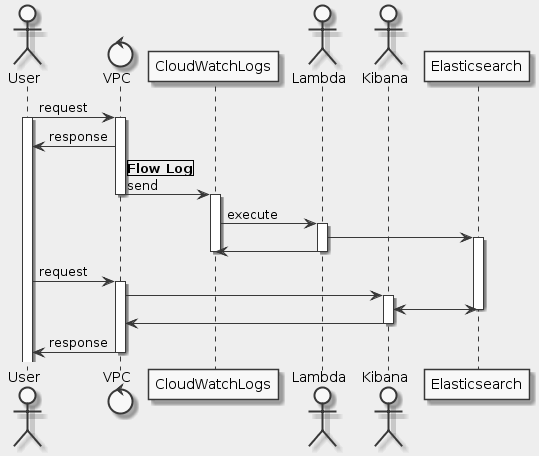 User
VPC
CloudWatchLogs
Lambda
Kibana
Elasticsearch
request
response
Flow Log
send
execute
request
response
User
VPC
CloudWatchLogs
Lambda
Kibana
Elasticsearch